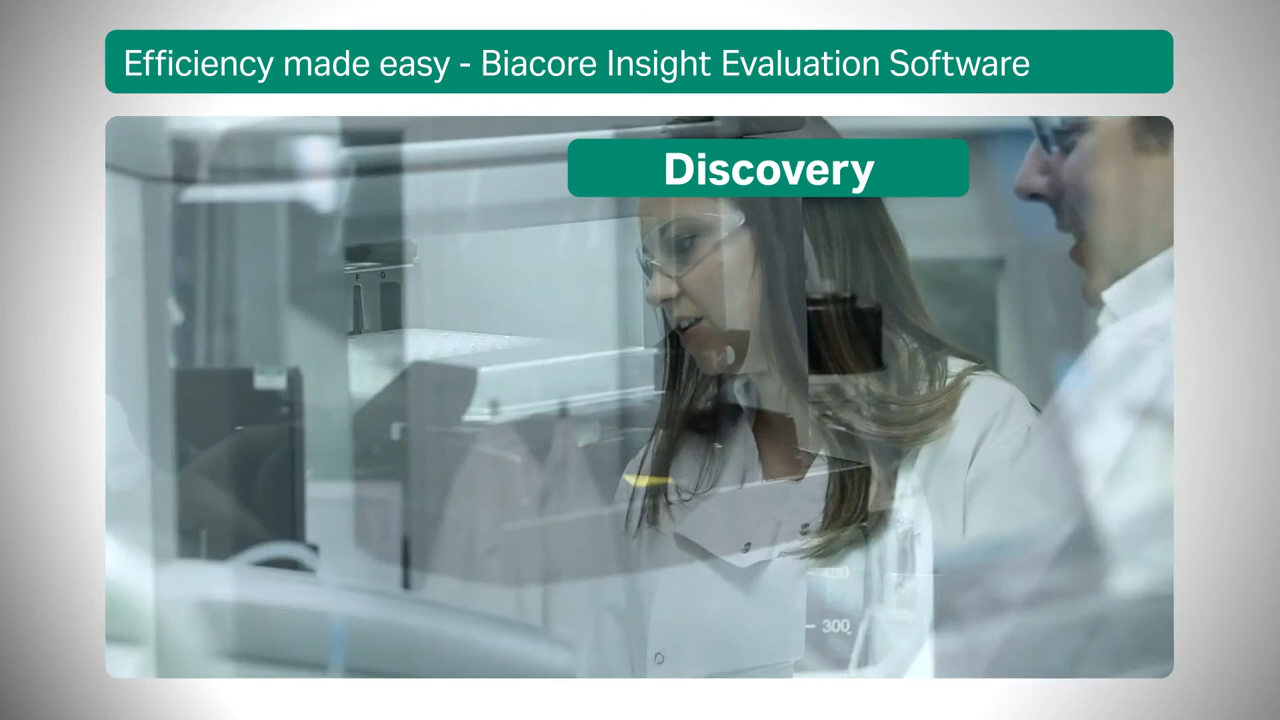 Efficiency made easy - Biacore Insight Evaluation Software
Discovery
F G
400
300